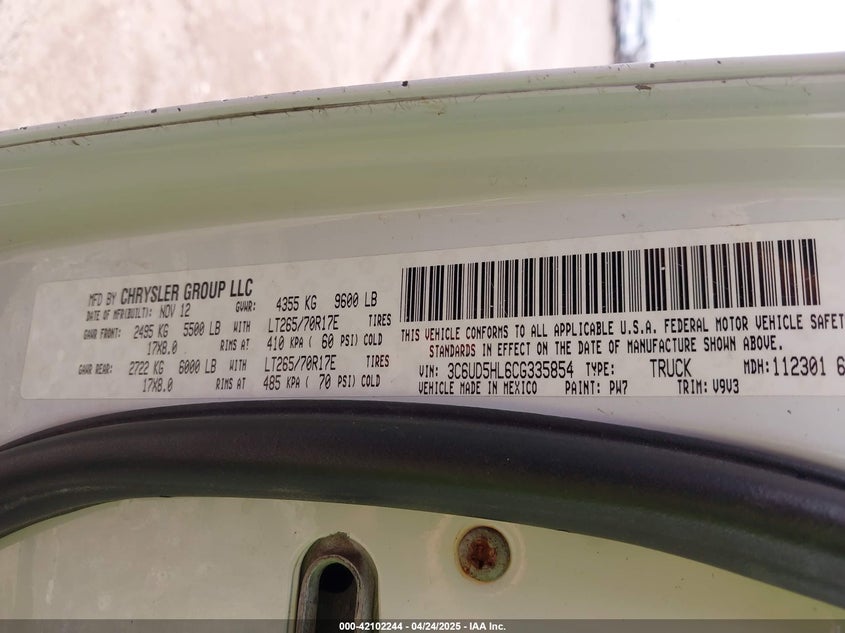 MFD BY CHRYSLER GROUP LLC
DATE OF MFR(BUILT): NOV 12 GVWR: 4355 KG 9600 LB
GAWR FRONT: 2495 KG 5500 LB WITH LT265/70R17E TIRES
17X8.0 RIMS AT 410 KPA ( 60 PSI) COLD
GAWR REAR: 2722 KG 6000 LB WITH LT265/70R17E TIRES
17X8.0 RIMS AT 485 KPA ( 70 PSI) COLD
THIS VEHICLE CONFORMS TO ALL APPLICABLE U.S.A. FEDERAL MOTOR VEHICLE SAFET
STANDARDS IN EFFECT ON THE DATE OF MANUFACTURE SHOWN ABOVE.
VIN: 3C6UD5HL6CG335854 TYPE: TRUCK MDH: 112301 6
VEHICLE MADE IN MEXICO PAINT: PW7 TRIM: V9V3
000-42102244 | 04/24/2025 - IAA Inc.